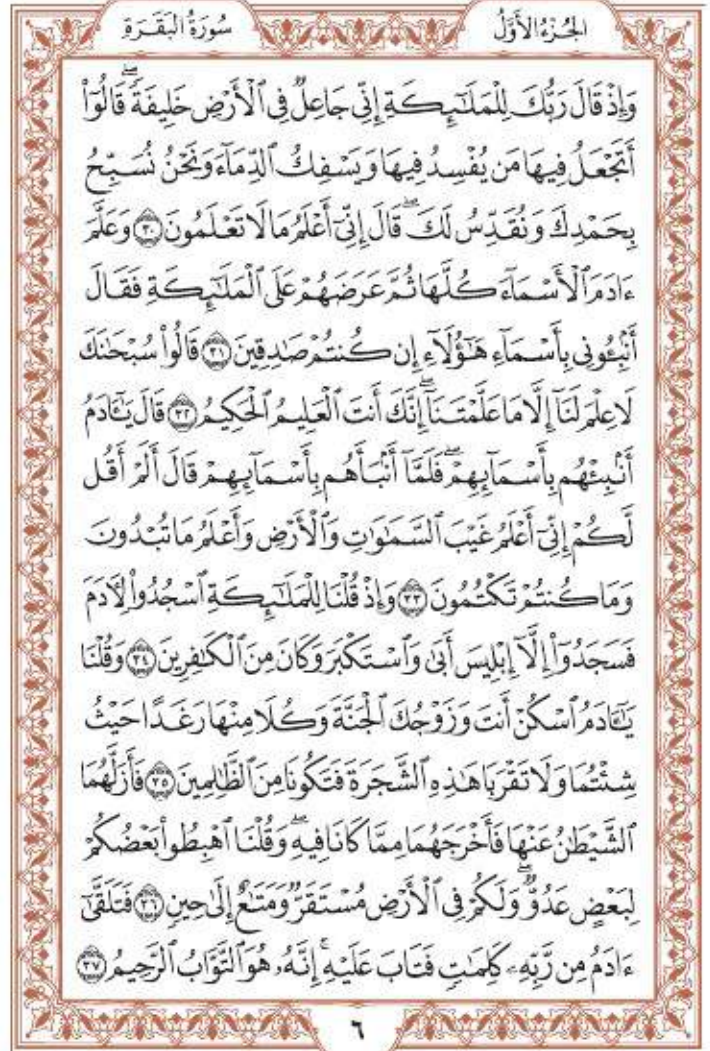 الجُزْءُ الأَوَّلُ
سُورَةُ البَقَرَةِ
وَإِذْ قَالَ رَبُّكَ لِلْمَلَـٰٓئِكَةِ إِنِّى جَاعِلٌ فِى ٱلْأَرْضِ خَلِيفَةً ۖ قَالُوٓا۟
أَتَجْعَلُ فِيهَا مَن يُفْسِدُ فِيهَا وَيَسْفِكُ ٱلدِّمَآءَ وَنَحْنُ نُسَبِّحُ
بِحَمْدِكَ وَنُقَدِّسُ لَكَ ۖ قَالَ إِنِّىٓ أَعْلَمُ مَا لَا تَعْلَمُونَ ٣٠ وَعَلَّمَ
ءَادَمَ ٱلْأَسْمَآءَ كُلَّهَا ثُمَّ عَرَضَهُمْ عَلَى ٱلْمَلَـٰٓئِكَةِ فَقَالَ
أَنۢبِـُٔونِى بِأَسْمَآءِ هَـٰٓؤُلَآءِ إِن كُنتُمْ صَـٰدِقِينَ ٣١ قَالُوا۟ سُبْحَـٰنَكَ
لَا عِلْمَ لَنَآ إِلَّا مَا عَلَّمْتَنَآ ۖ إِنَّكَ أَنتَ ٱلْعَلِيمُ ٱلْحَكِيمُ ٣٢ قَالَ يَـٰٓـَٔادَمُ
أَنۢبِئْهُم بِأَسْمَآئِهِمْ ۖ فَلَمَّآ أَنۢبَأَهُم بِأَسْمَآئِهِمْ قَالَ أَلَمْ أَقُل
لَّكُمْ إِنِّىٓ أَعْلَمُ غَيْبَ ٱلسَّمَـٰوَٰتِ وَٱلْأَرْضِ وَأَعْلَمُ مَا تُبْدُونَ
وَمَا كُنتُمْ تَكْتُمُونَ ٣٣ وَإِذْ قُلْنَا لِلْمَلَـٰٓئِكَةِ ٱسْجُدُوا۟ لِـَٔادَمَ
فَسَجَدُوٓا۟ إِلَّآ إِبْلِيسَ أَبَىٰ وَٱسْتَكْبَرَ وَكَانَ مِنَ ٱلْكَـٰفِرِينَ ٣٤ وَقُلْنَا
يَـٰٓـَٔادَمُ ٱسْكُنْ أَنتَ وَزَوْجُكَ ٱلْجَنَّةَ وَكُلَا مِنْهَا رَغَدًا حَيْثُ
شِئْتُمَا وَلَا تَقْرَبَا هَـٰذِهِ ٱلشَّجَرَةَ فَتَكُونَا مِنَ ٱلظَّـٰلِمِينَ ٣٥ فَأَزَلَّهُمَا
ٱلشَّيْطَـٰنُ عَنْهَا فَأَخْرَجَهُمَا مِمَّا كَانَا فِيهِ ۖ وَقُلْنَا ٱهْبِطُوا۟ بَعْضُكُمْ
لِبَعْضٍ عَدُوٌّ ۖ وَلَكُمْ فِى ٱلْأَرْضِ مُسْتَقَرٌّ وَمَتَـٰعٌ إِلَىٰ حِينٍ ٣٦ فَتَلَقَّىٰٓ
ءَادَمُ مِن رَّبِّهِۦ كَلِمَـٰتٍ فَتَابَ عَلَيْهِ ۚ إِنَّهُۥ هُوَ ٱلتَّوَّابُ ٱلرَّحِيمُ ٣٧
٦